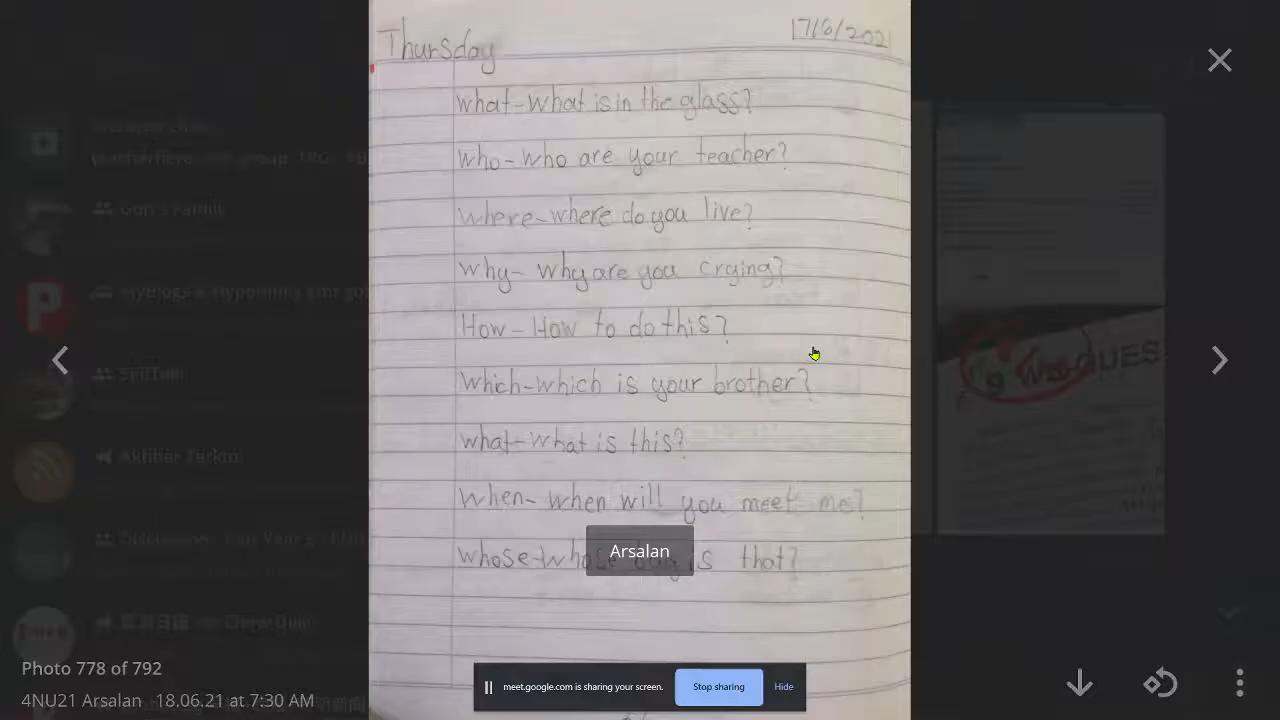 Thursday
17/6/2021
what-what is in the glass?
who-who are your teacher?
where-where do you live?
why- why are you crying?
How-How to do this?
which-which is your brother?
what-what is this?
when- when will you meet me?
whose-whose is that?
Arsalan
QUES
Photo 778 of 792
4NU21 Arsalan 18.06.21 at 7:30 AM
meet.google.com is sharing your screen.
Stop sharing
Hide